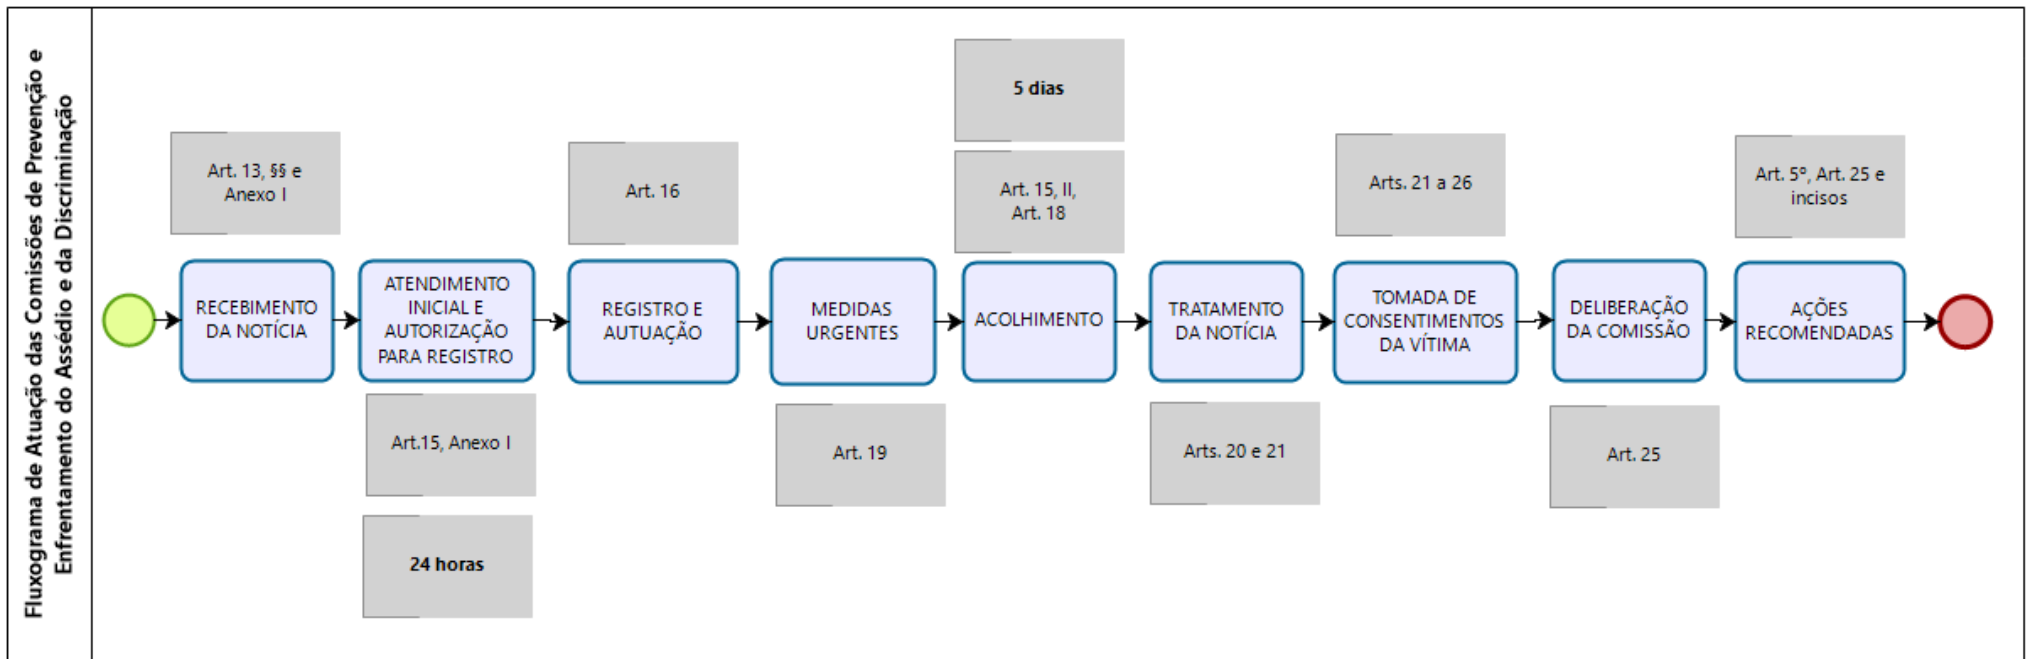 Fluxograma de Atuação das Comissões de Prevenção e
Enfrentamento do Assédio e da Discriminação
Art. 13, §§ e
Anexo I
RECEBIMENTO
DA NOTÍCIA
ATENDIMENTO
INICIAL E
AUTORIZAÇÃO
PARA REGISTRO
Art.15, Anexo I
24 horas
Art. 16
REGISTRO E
AUTUAÇÃO
MEDIDAS
URGENTES
Art. 19
5 dias
Art. 15, II,
Art. 18
ACOLHIMENTO
TRATAMENTO
DA NOTÍCIA
Arts. 20 e 21
Arts. 21 a 26
TOMADA DE
CONSENTIMENTOS
DA VÍTIMA
DELIBERAÇÃO
DA COMISSÃO
Art. 25
Art. 5º, Art. 25 e
incisos
AÇÕES
RECOMENDADAS